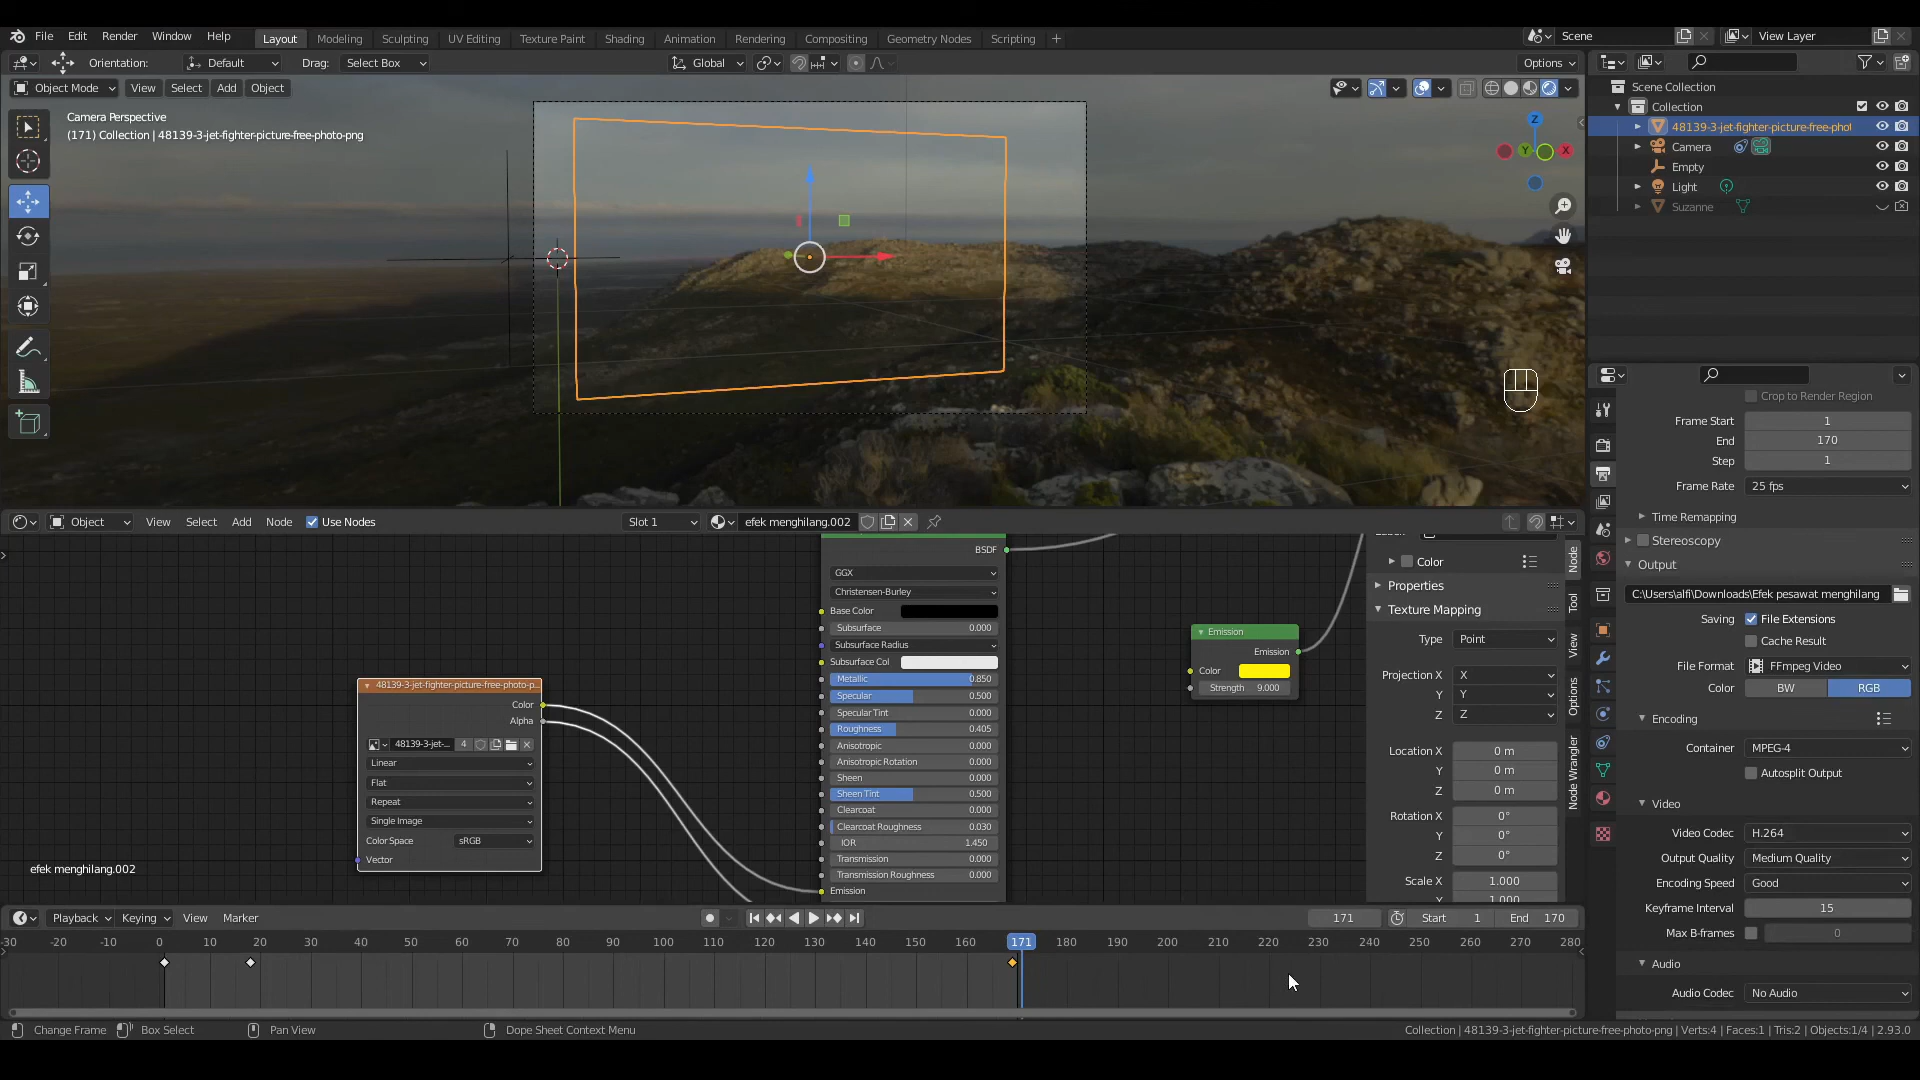 File Edit Render Window Help Layout Modeling Sculpting UV Editing Texture Paint Shading Animation Rendering Compositing Geometry Nodes Scripting Scene View Layer
Orientation: Default Drag: Select Box Global Options
Object Mode View Select Add Object
Camera Perspective
(171) Collection | 48139-3-jet-fighter-picture-free-photo-png
Z
Y
X
Scene Collection
Collection
48139-3-jet-fighter-picture-free-phot
Camera
Empty
Light
Suzanne
Crop to Render Region
Frame Start 1
End 170
Step 1
Frame Rate 25 fps
Time Remapping
Stereoscopy
Output
C:\Users\alfi\Downloads\Efek pesawat menghilang
Saving File Extensions
Cache Result
File Format FFmpeg Video
Color BW RGB
Encoding
Container MPEG-4
Autosplit Output
Video
Video Codec H.264
Output Quality Medium Quality
Encoding Speed Good
Keyframe Interval 15
Max B-frames 0
Audio
Audio Codec No Audio
Object View Select Add Node Use Nodes Slot 1 efek menghilang.002
BSDF
GGX
Christensen-Burley
Base Color
Subsurface 0.000
Subsurface Radius
Subsurface Col
Metallic 0.850
Specular 0.500
Specular Tint 0.000
Roughness 0.405
Anisotropic 0.000
Anisotropic Rotation 0.000
Sheen 0.000
Sheen Tint 0.500
Clearcoat 0.000
Clearcoat Roughness 0.030
IOR 1.450
Transmission 0.000
Transmission Roughness 0.000
Emission
48139-3-jet-fighter-picture-free-photo-p...
Color
Alpha
48139-3-jet-... 4
Linear
Flat
Repeat
Single Image
Color Space sRGB
Vector
efek menghilang.002
Emission
Emission
Color
Strength 9.000
Color
Properties
Texture Mapping
Type Point
Projection X X
Y Y
Z Z
Location X 0 m
Y 0 m
Z 0 m
Rotation X 0°
Y 0°
Z 0°
Scale X 1.000
Y 1.000
Node
Tool
View
Options
Node Wrangler
Playback Keying View Marker 171 Start 1 End 170
-30 -20 -10 0 10 20 30 40 50 60 70 80 90 100 110 120 130 140 150 160 171 180 190 200 210 220 230 240 250 260 270 280
Change Frame Box Select Pan View Dope Sheet Context Menu Collection | 48139-3-jet-fighter-picture-free-photo-png | Verts:4 | Faces:1 | Tris:2 | Objects:1/4 | 2.93.0